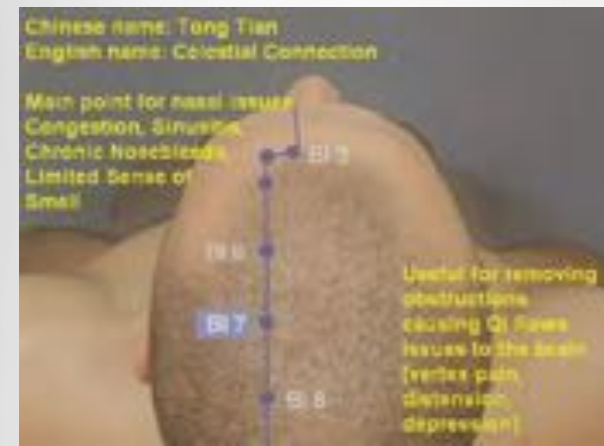 Chinese name: Tong Tian
English name: Celestial Connection
Main point for nasal issues
Congestion, Sinusitis,
Chronic Nosebleeds,
Limited Sense of
Smell
Bl 3
Bl 6
Useful for removing
obstructions
causing Qi flows
issues to the brain
(vertex pain,
distension,
depression)
Bl 7
Bl 8